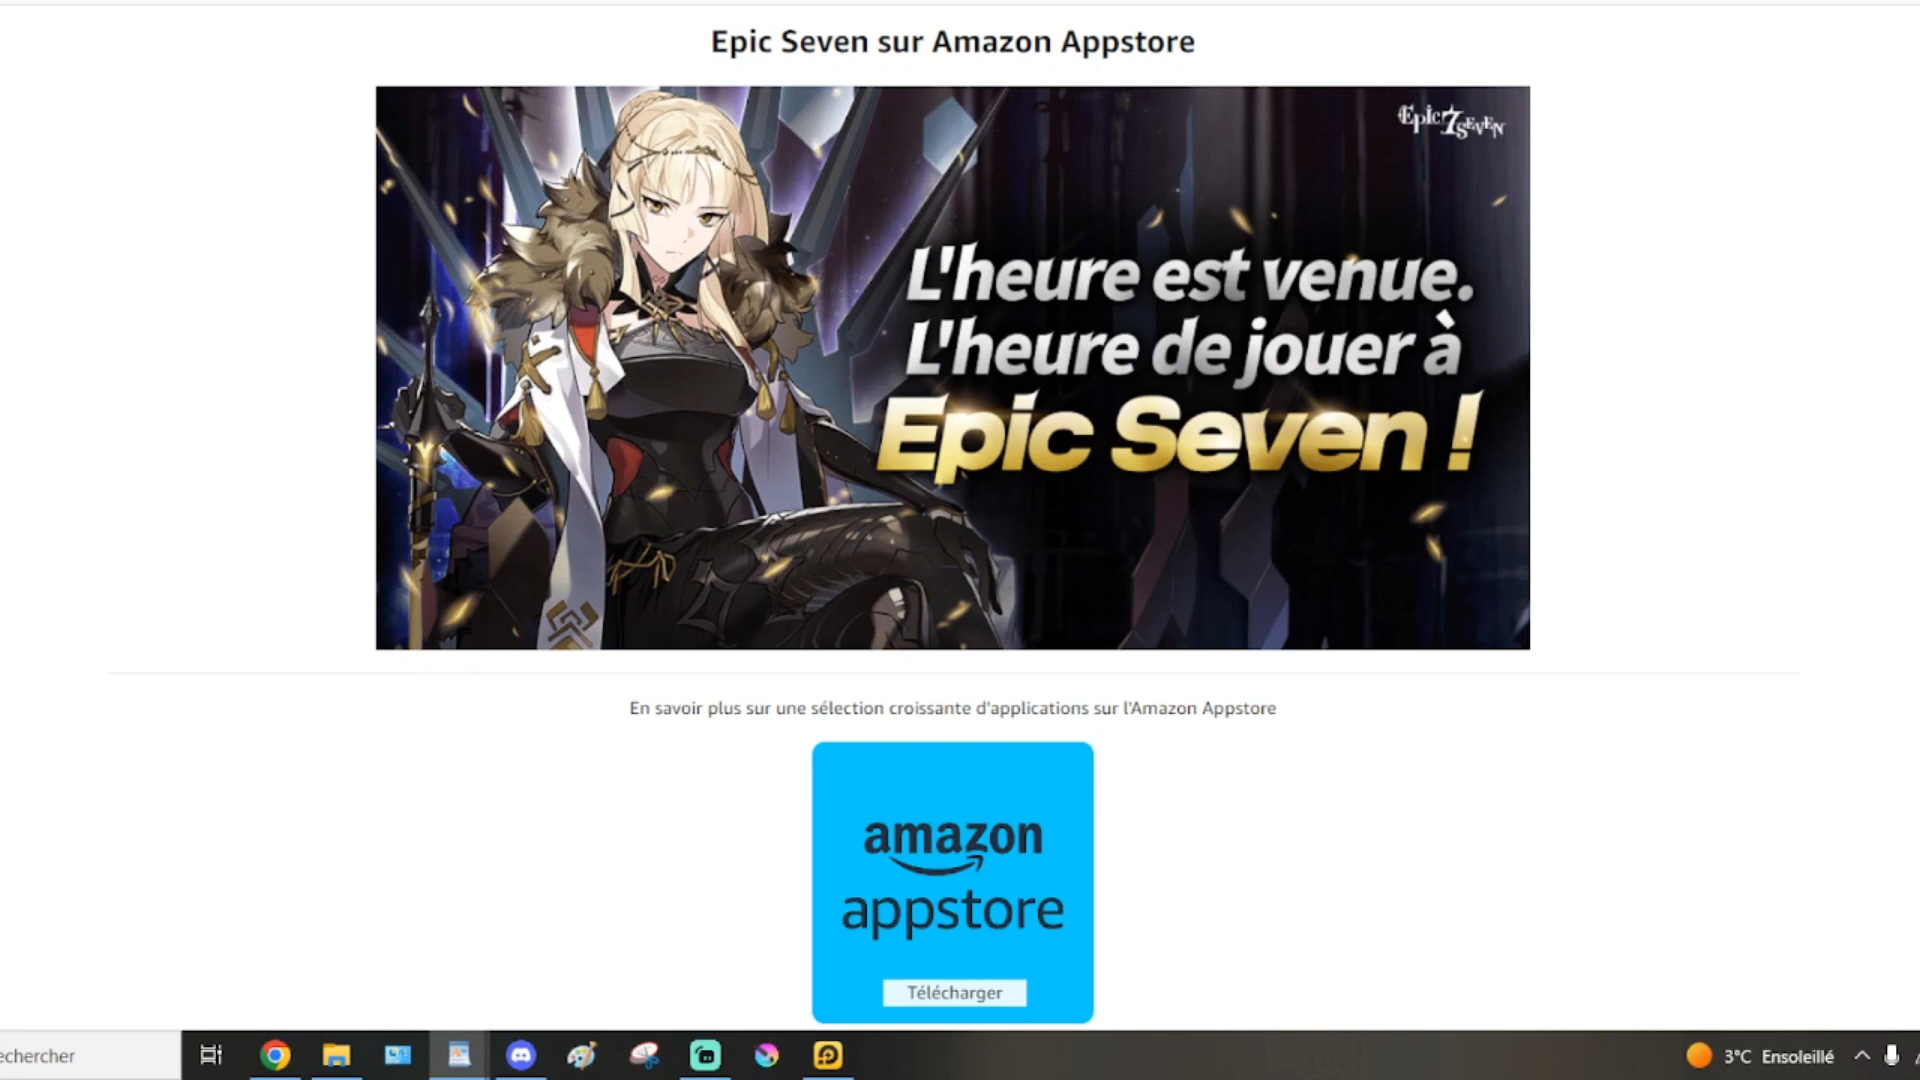 Epic Seven sur Amazon Appstore
Epic 7 SEVEN
L'heure est venue.
L'heure de jouer à
Epic Seven !
En savoir plus sur une sélection croissante d'applications sur l'Amazon Appstore
amazon
appstore
Télécharger
echercher
3°C Ensoleillé